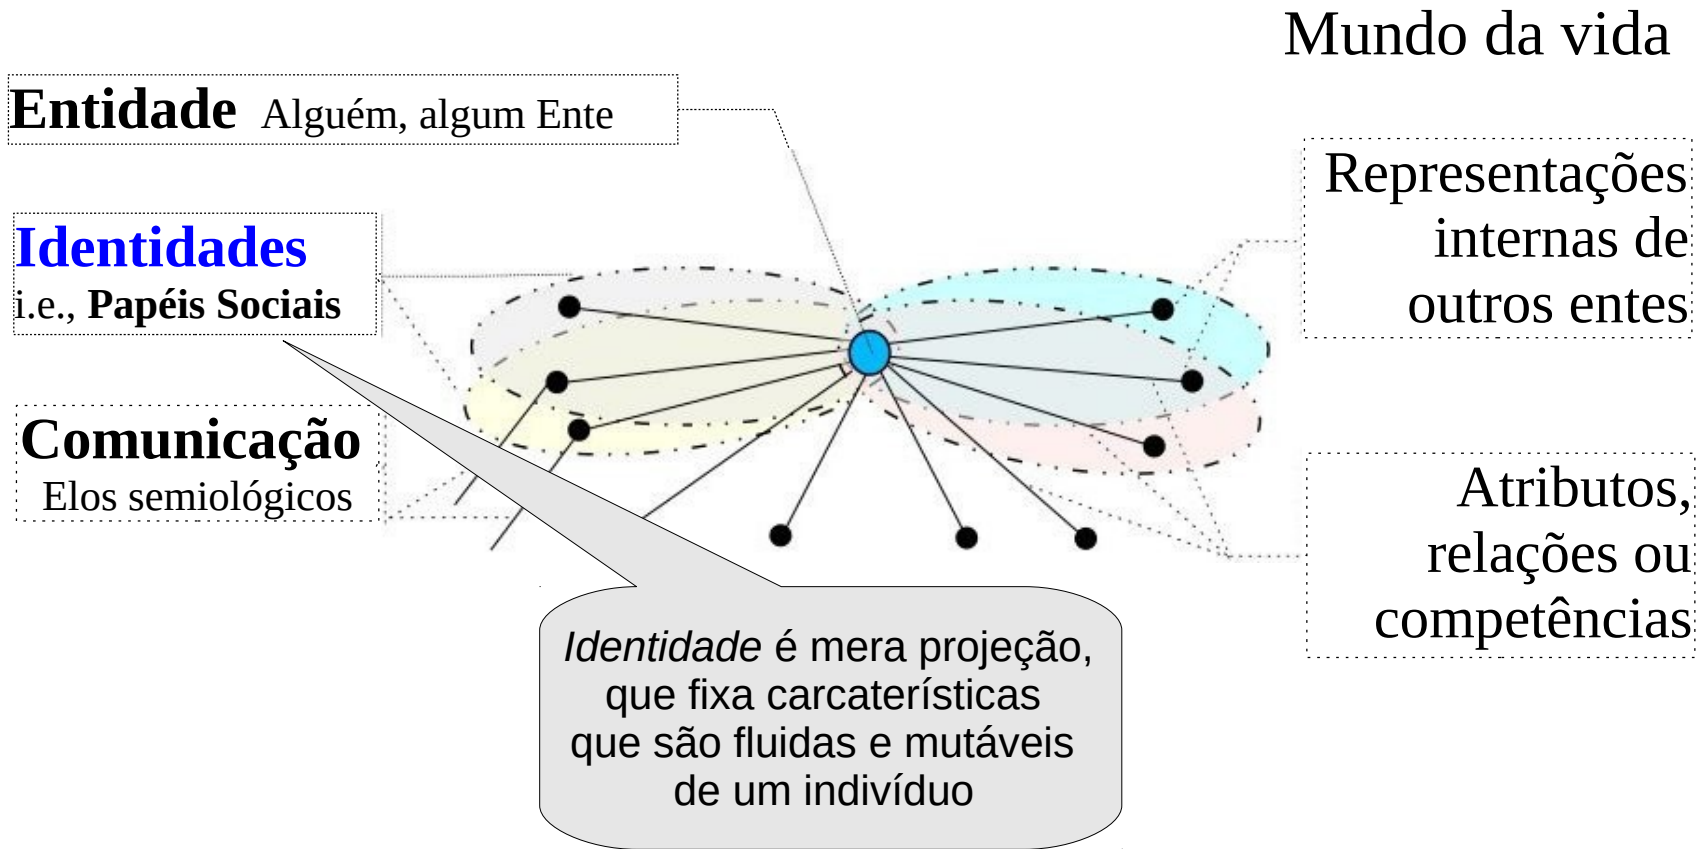 Mundo da vida
Entidade Alguém, algum Ente
Representações
internas de
outros entes
Identidades
i.e., Papéis Sociais
Comunicação
Elos semiológicos
Atributos,
relações ou
competências
Identidade é mera projeção,
que fixa carcaterísticas
que são fluidas e mutáveis
de um indivíduo